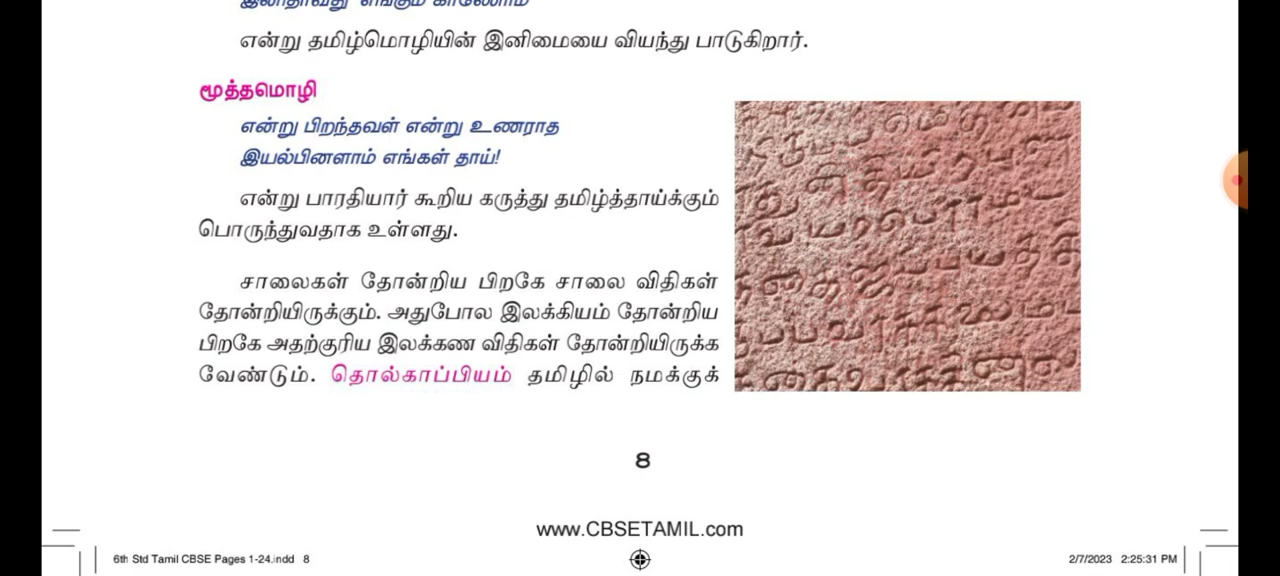 என்று தமிழ்மொழியின் இனிமையை வியந்து பாடுகிறார்.
மூத்தமொழி
என்று பிறந்தவள் என்று உணராத
இயல்பினளாம் எங்கள் தாய்!
என்று பாரதியார் கூறிய கருத்து தமிழ்த்தாய்க்கும்
பொருந்துவதாக உள்ளது.
சாலைகள் தோன்றிய பிறகே சாலை விதிகள்
தோன்றியிருக்கும். அதுபோல இலக்கியம் தோன்றிய
பிறகே அதற்குரிய இலக்கண விதிகள் தோன்றியிருக்க
வேண்டும். தொல்காப்பியம் தமிழில் நமக்குக்
8
www.CBSETAMIL.com
6th Std Tamil CBSE Pages 1-24.indd 8
2/7/2023 2:25:31 PM